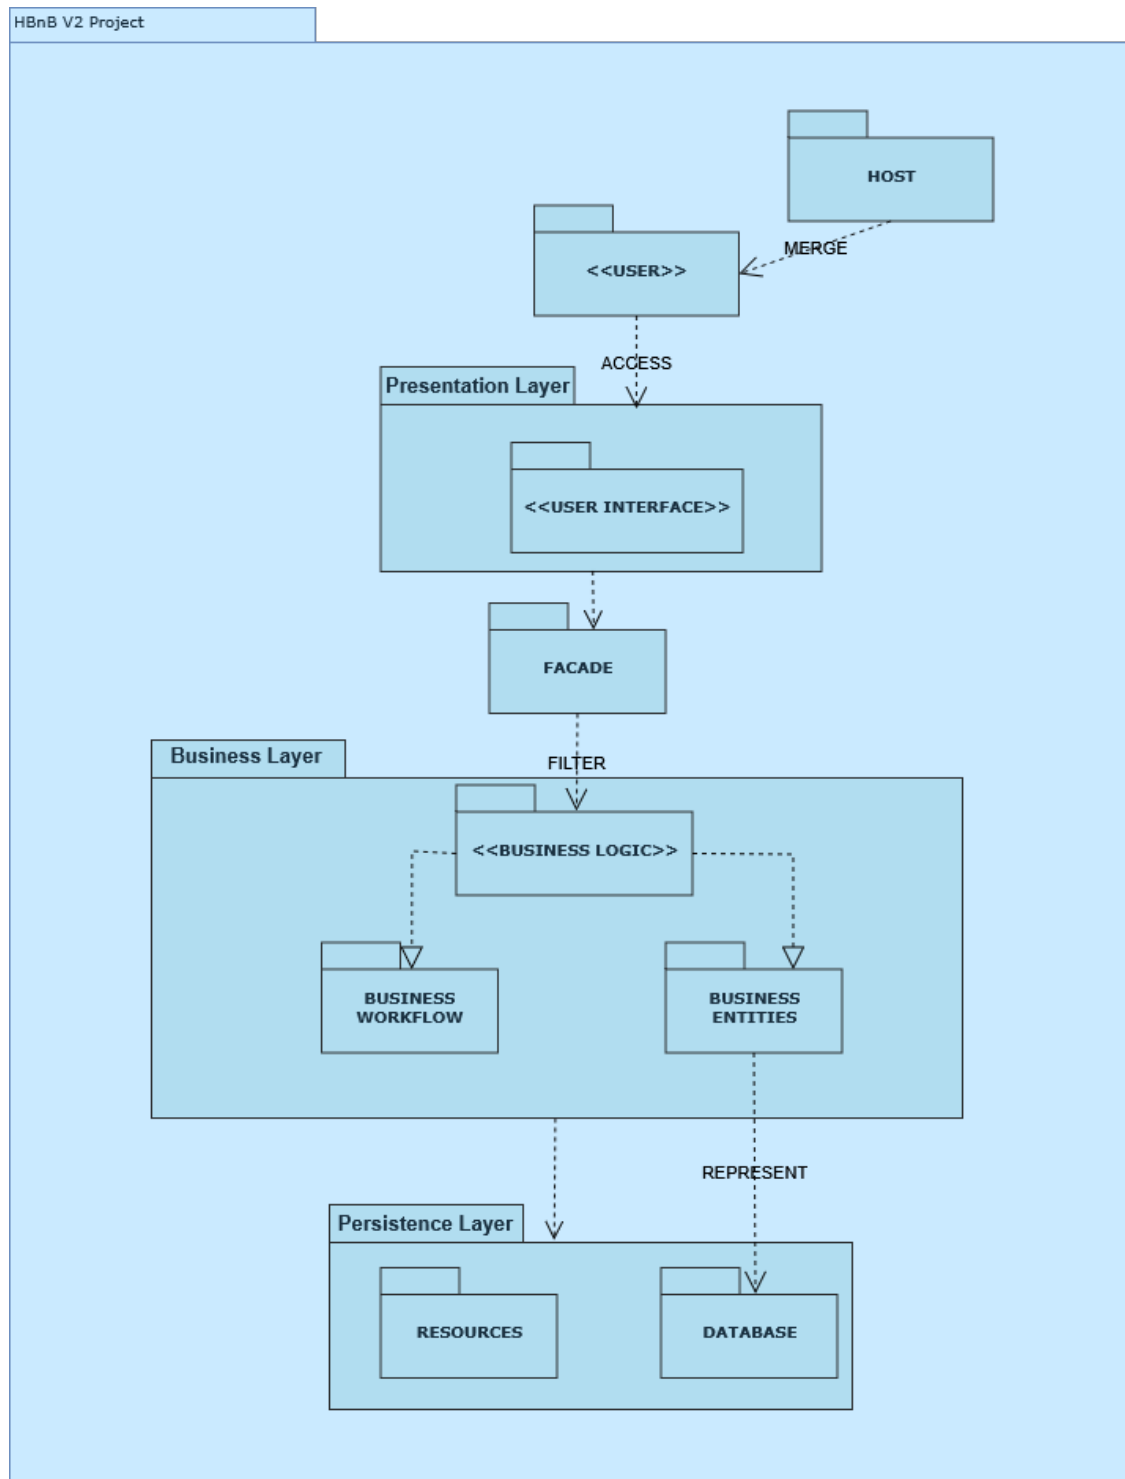 HBnB V2 Project
HOST
MERGE
<<USER>>
ACCESS
Presentation Layer
<<USER INTERFACE>>
FACADE
FILTER
Business Layer
<<BUSINESS LOGIC>>
BUSINESS
WORKFLOW
BUSINESS
ENTITIES
REPRESENT
Persistence Layer
RESOURCES
DATABASE